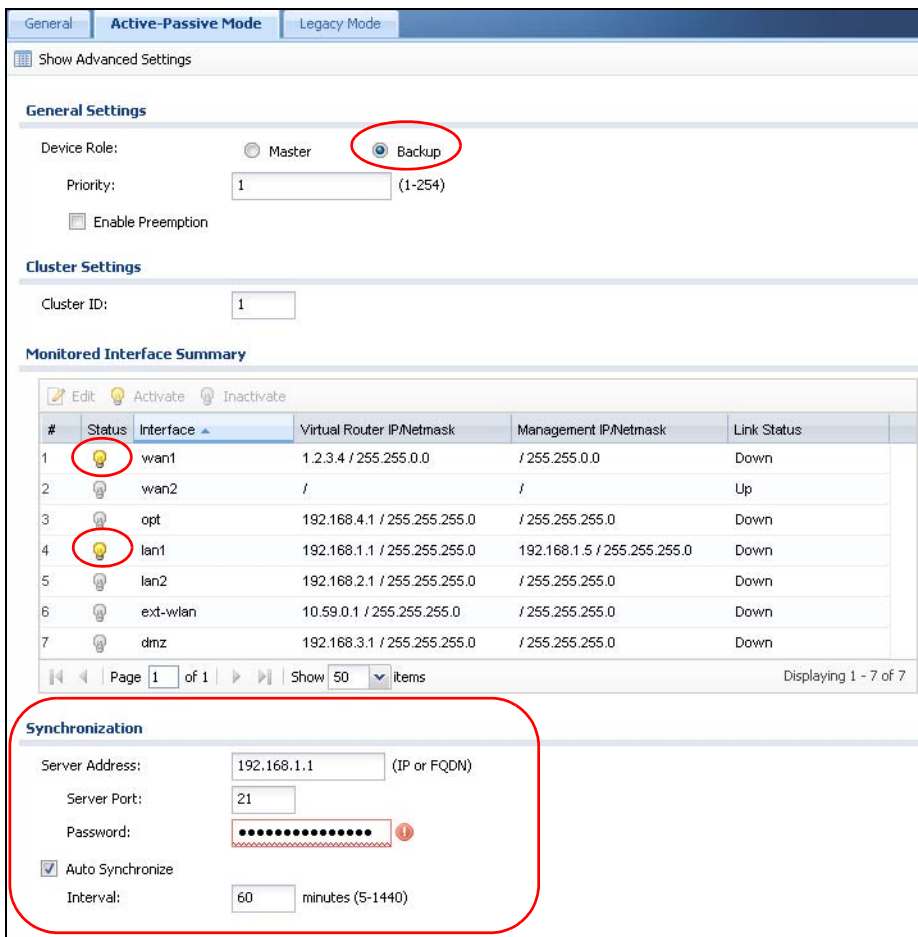 General Active-Passive Mode Legacy Mode
Show Advanced Settings
General Settings
Device Role: Master Backup
Priority: 1 (1-254)
Enable Preemption
Cluster Settings
Cluster ID: 1
Monitored Interface Summary
Edit Activate Inactivate
# Status Interface Virtual Router IP/Netmask Management IP/Netmask Link Status
1 wan1 1.2.3.4 / 255.255.0.0 / 255.255.0.0 Down
2 wan2 / / Up
3 opt 192.168.4.1 / 255.255.255.0 / 255.255.255.0 Down
4 lan1 192.168.1.1 / 255.255.255.0 192.168.1.5 / 255.255.255.0 Down
5 lan2 192.168.2.1 / 255.255.255.0 / 255.255.255.0 Down
6 ext-wlan 10.59.0.1 / 255.255.255.0 / 255.255.255.0 Down
7 dmz 192.168.3.1 / 255.255.255.0 / 255.255.255.0 Down
Page 1 of 1 Show 50 items Displaying 1 - 7 of 7
Synchronization
Server Address: 192.168.1.1 (IP or FQDN)
Server Port: 21
Password: •••••••••••••••
Auto Synchronize
Interval: 60 minutes (5-1440)